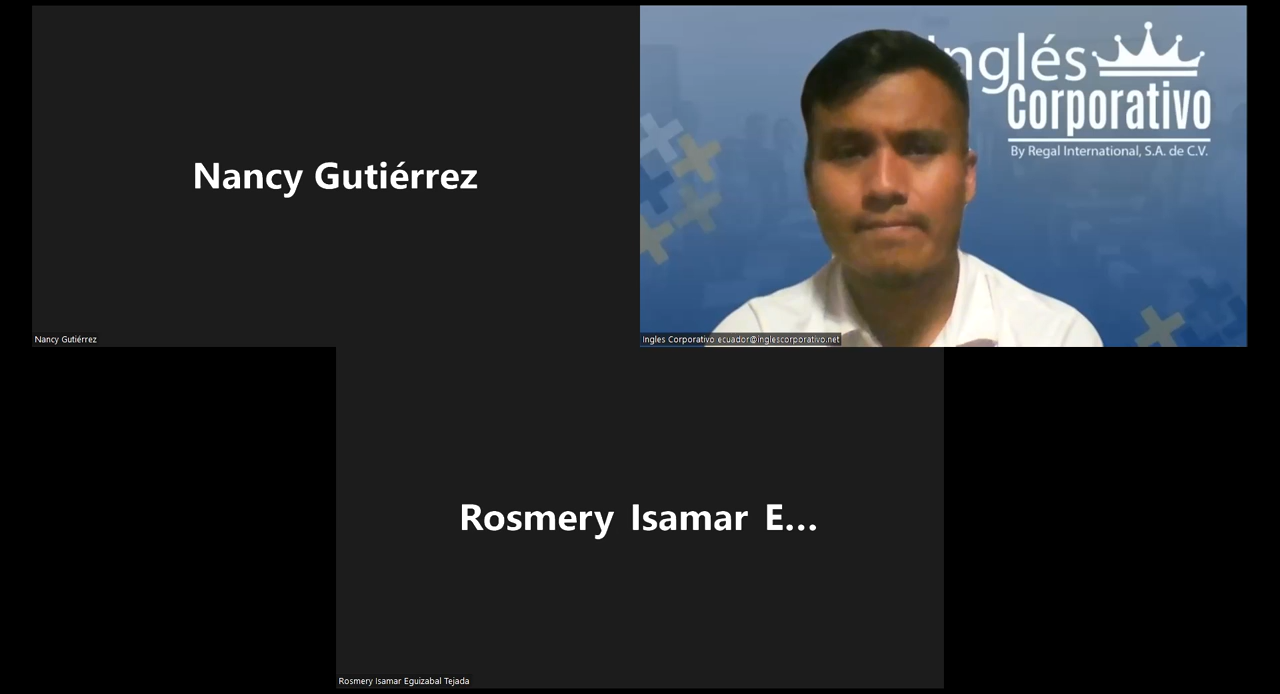 Nancy Gutiérrez
Inglés
Corporativo
By Regal International, S.A. de C.V.
Nancy Gutiérrez
Ingles Corporativo ecuador@inglescorporativo.net
Rosmery Isamar E...
Rosmery Isamar Eguizabal Tejada